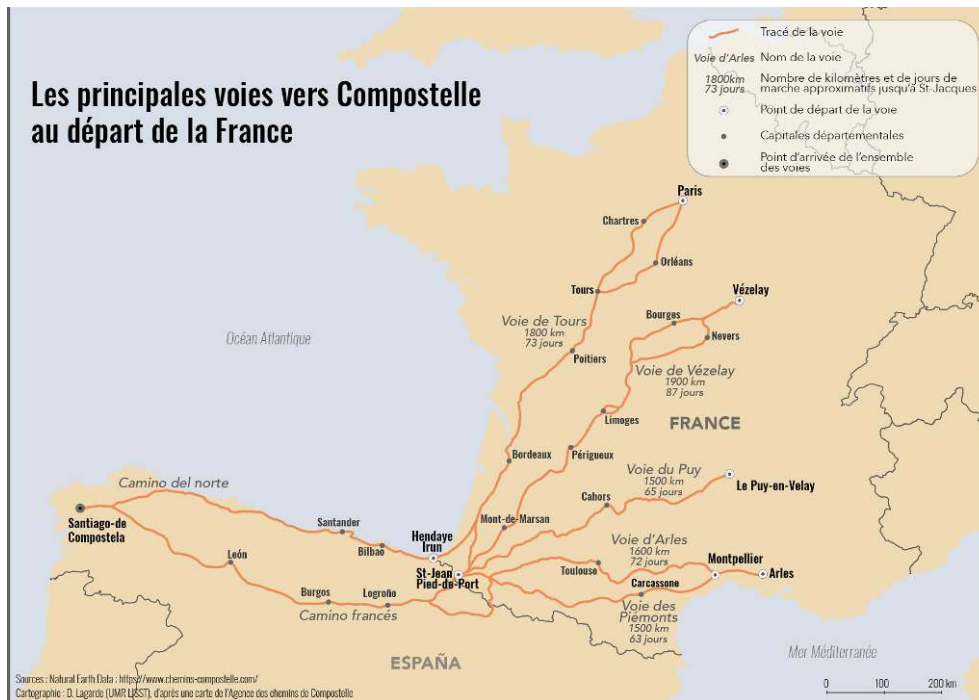 Les principales voies vers Compostelle
au départ de la France
Tracé de la voie
Voie d'Arles Nom de la voie
1800km
73 jours
Nombre de kilomètres et de jours de
marche approximatifs jusqu'à St-Jacques
Point de départ de la voie
Capitales départementales
Point d'arrivée de l'ensemble
des voies
Paris
Chartres
Orléans
Tours
Vézelay
Bourges
Nevers
Voie de Tours
1800 km
73 jours
Océan Atlantique
Poitiers
Voie de Vézelay
1900 km
87 jours
Limoges
FRANCE
Bordeaux
Périgueux
Voie du Puy
1500 km
65 jours
Le Puy-en-Velay
Camino del norte
Cahors
Santiago-de
Compostela
Santander
Mont-de-Marsan
Bilbao
Hendaye
Irun
Voie d'Arles
1600 km
72 jours
León
St-Jean
Pied-de-Port
Toulouse
Montpellier
Arles
Carcassone
Burgos
Logroño
Camino francés
Voie des
Piémonts
1500 km
63 jours
Mer Méditerranée
ESPAÑA
Sources : Natural Earth Data : https//www.chemins-compostelle.com/
Cartographie : D. Lagarde (UMR LISST), d'après une carte de l'Agence des chemins de Compostelle
0 100 200 km